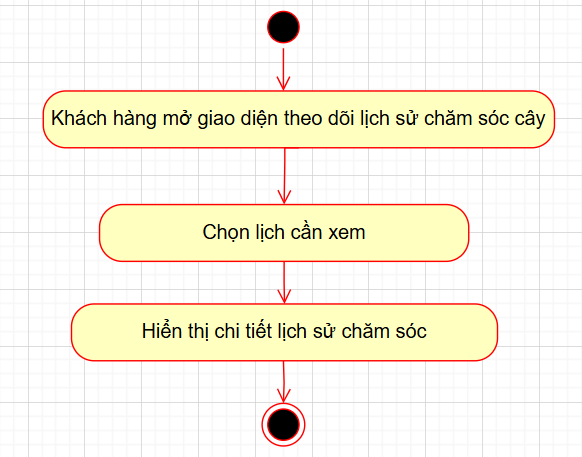 Khách hàng mở giao diện theo dõi lịch sử chăm sóc cây
Chọn lịch cần xem
Hiển thị chi tiết lịch sử chăm sóc